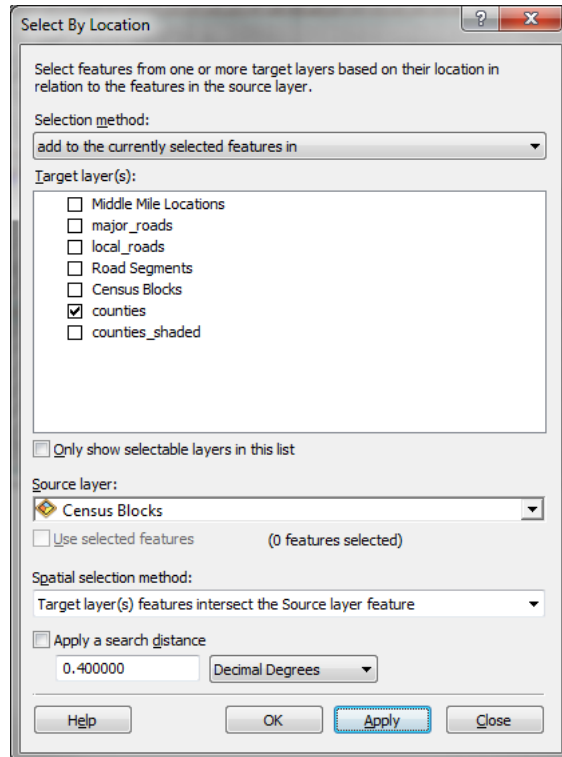 Select By Location
?
X
Select features from one or more target layers based on their location in
relation to the features in the source layer.
Selection method:
add to the currently selected features in
Target layer(s):
Middle Mile Locations
major_roads
local_roads
Road Segments
Census Blocks
counties
counties_shaded
Only show selectable layers in this list
Source layer:
Census Blocks
Use selected features (0 features selected)
Spatial selection method:
Target layer(s) features intersect the Source layer feature
Apply a search distance
0.400000 Decimal Degrees
Help OK Apply Close